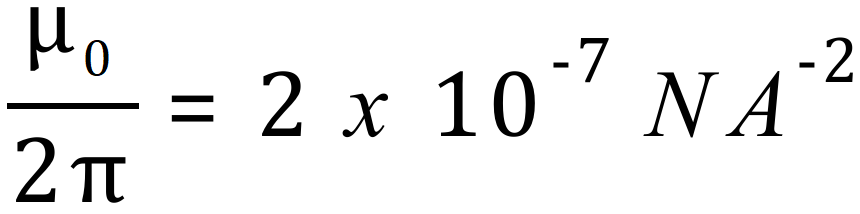 μ₀/2π = 2 x 10⁻⁷ NA⁻²